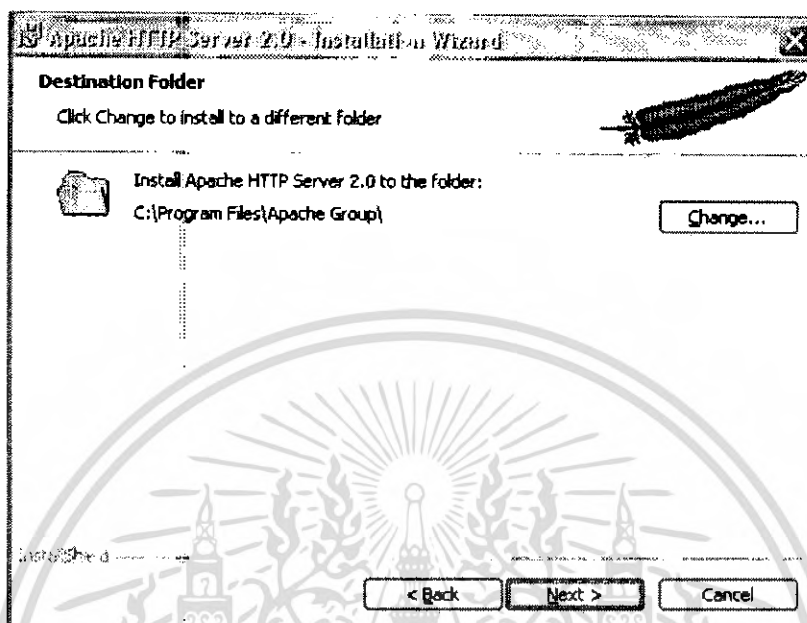 Apache HTTP Server 2.0 - Installation Wizard
Destination Folder
Click Change to install to a different folder
Install Apache HTTP Server 2.0 to the folder:
C:\Program Files\Apache Group\
Change...
InstallShield
< Back
Next >
Cancel